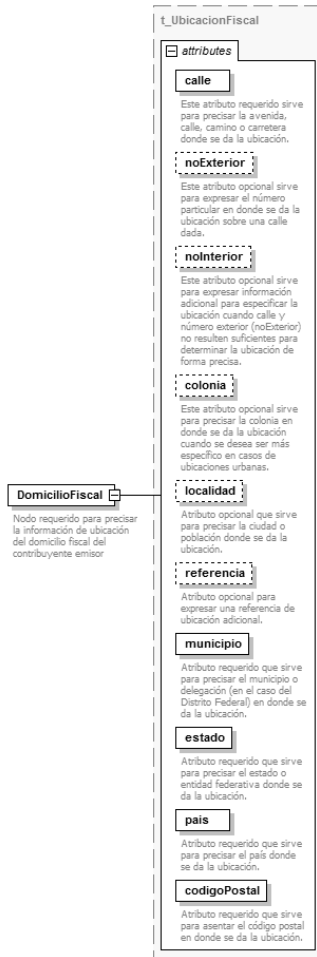 t_UbicacionFiscal
attributes
calle
Este atributo requerido sirve
para precisar la avenida,
calle, camino o carretera
donde se da la ubicación.
noExterior
Este atributo opcional sirve
para expresar el número
particular en donde se da la
ubicación sobre una calle
dada.
noInterior
Este atributo opcional sirve
para expresar información
adicional para especificar la
ubicación cuando calle y
número exterior (noExterior)
no resulten suficientes para
determinar la ubicación de
forma precisa.
colonia
Este atributo opcional sirve
para precisar la colonia en
donde se da la ubicación
cuando se desea ser más
específico en casos de
ubicaciones urbanas.
DomicilioFiscal
Nodo requerido para precisar
la información de ubicación
del domicilio fiscal del
contribuyente emisor
localidad
Atributo opcional que sirve
para precisar la ciudad o
población donde se da la
ubicación.
referencia
Atributo opcional para
expresar una referencia de
ubicación adicional.
municipio
Atributo requerido que sirve
para precisar el municipio o
delegación (en el caso del
Distrito Federal) en donde se
da la ubicación.
estado
Atributo requerido que sirve
para precisar el estado o
entidad federativa donde se
da la ubicación.
pais
Atributo requerido que sirve
para precisar el país donde
se da la ubicación.
codigoPostal
Atributo requerido que sirve
para asentar el código postal
en donde se da la ubicación.